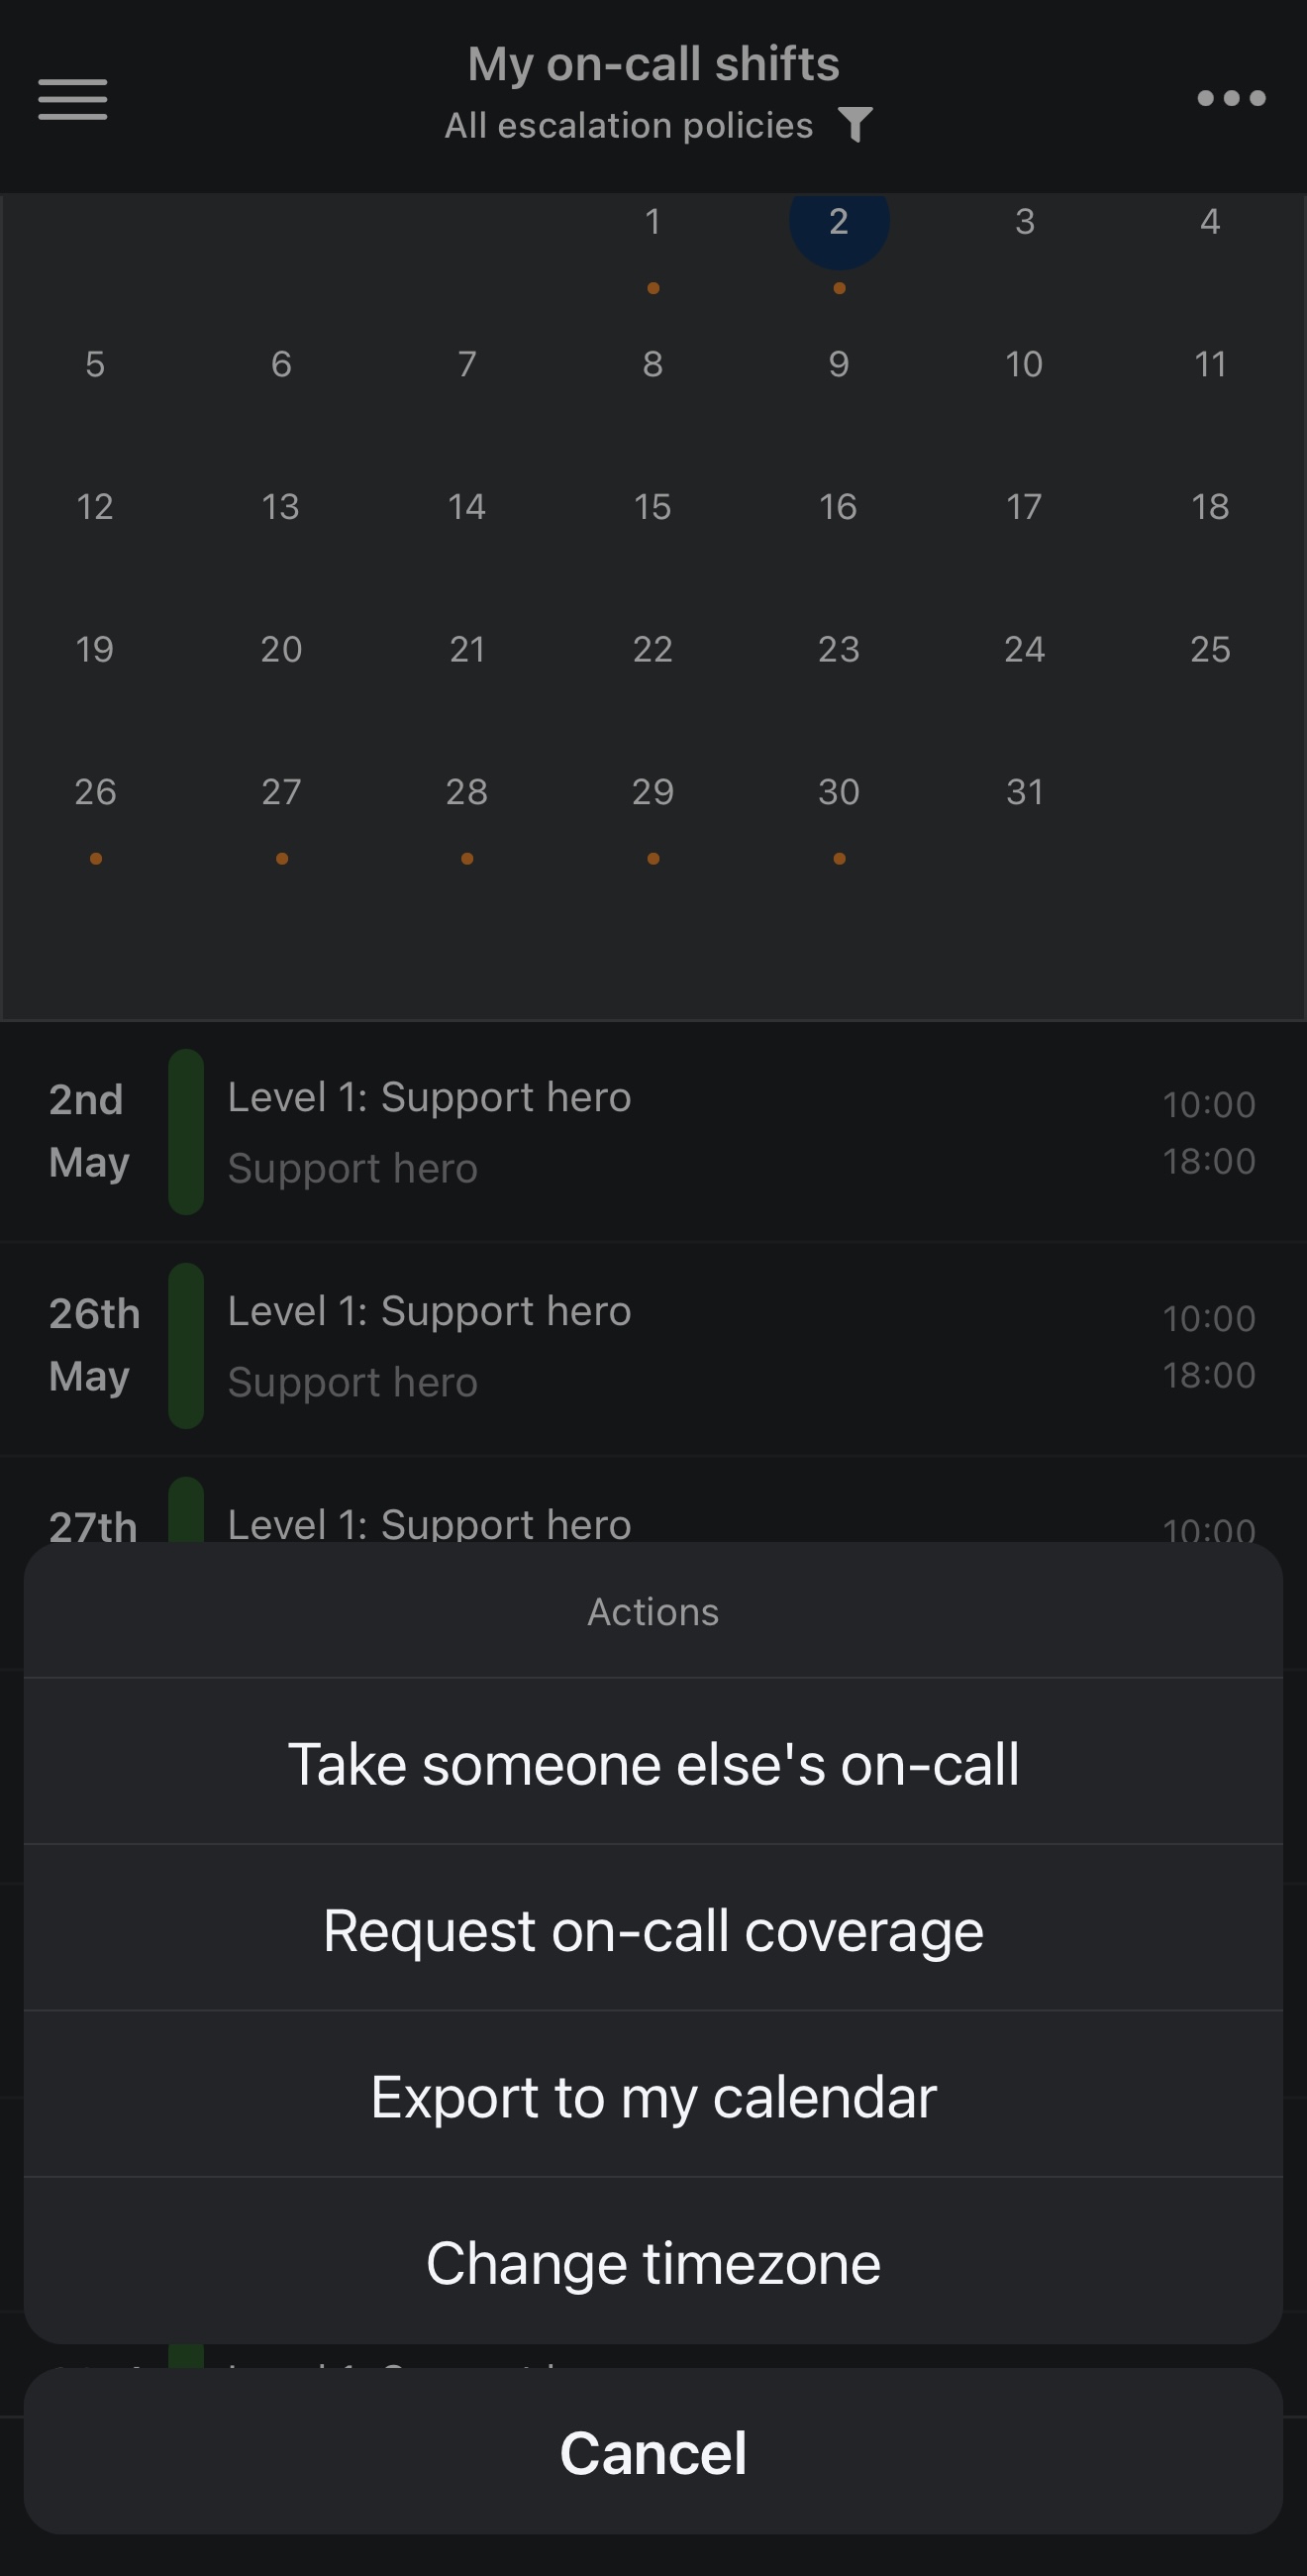 My on-call shifts
All escalation policies
1 2 3 4
5 6 7 8 9 10 11
12 13 14 15 16 17 18
19 20 21 22 23 24 25
26 27 28 29 30 31
2nd Level 1: Support hero 10:00
May Support hero 18:00
26th Level 1: Support hero 10:00
May Support hero 18:00
27th Level 1: Support hero 10:00
Actions
Take someone else's on-call
Request on-call coverage
Export to my calendar
Change timezone
Cancel